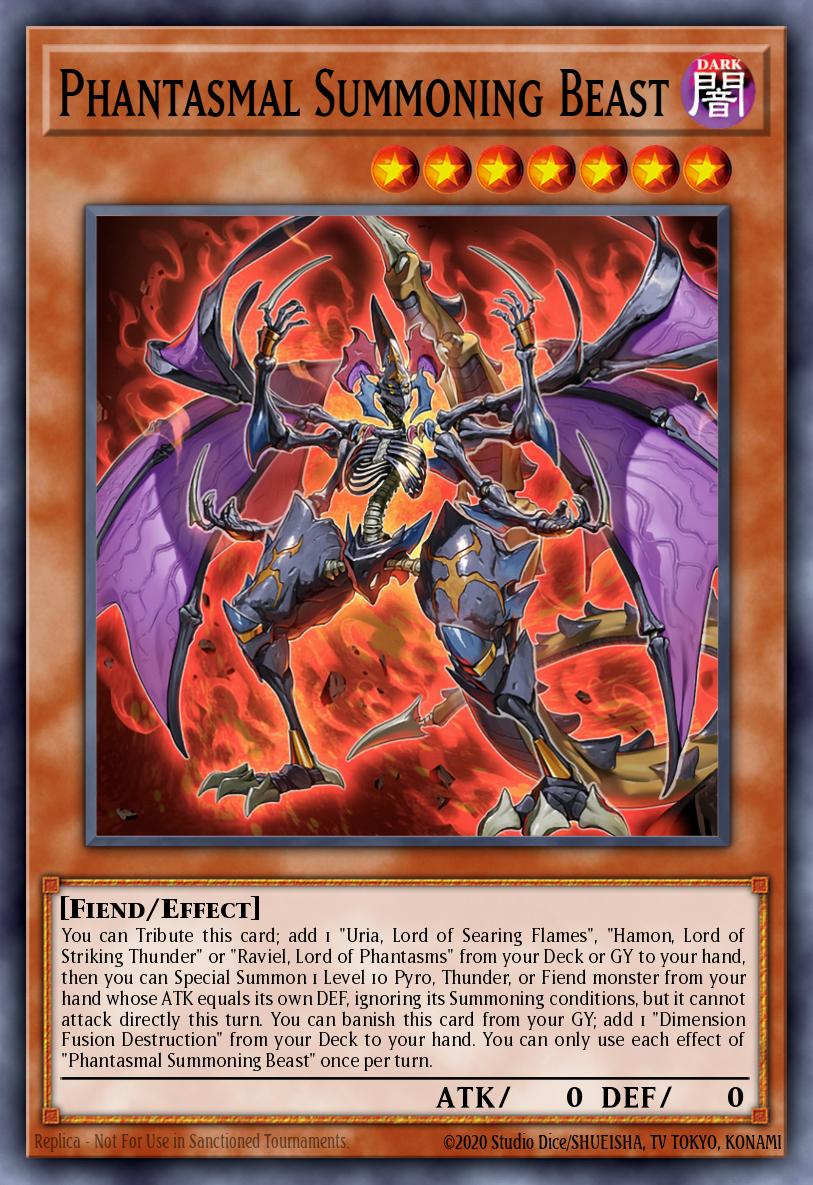 Phantasmal Summoning Beast
DARK
闇
[Fiend/Effect]
You can Tribute this card; add 1 "Uria, Lord of Searing Flames", "Hamon, Lord of
Striking Thunder" or "Raviel, Lord of Phantasms" from your Deck or GY to your hand,
then you can Special Summon 1 Level 10 Pyro, Thunder, or Fiend monster from your
hand whose ATK equals its own DEF, ignoring its Summoning conditions, but it cannot
attack directly this turn. You can banish this card from your GY; add 1 "Dimension
Fusion Destruction" from your Deck to your hand. You can only use each effect of
"Phantasmal Summoning Beast" once per turn.
ATK/ 0 DEF/ 0
Replica - Not For Use in Sanctioned Tournaments.
©2020 Studio Dice/SHUEISHA, TV TOKYO, KONAMI